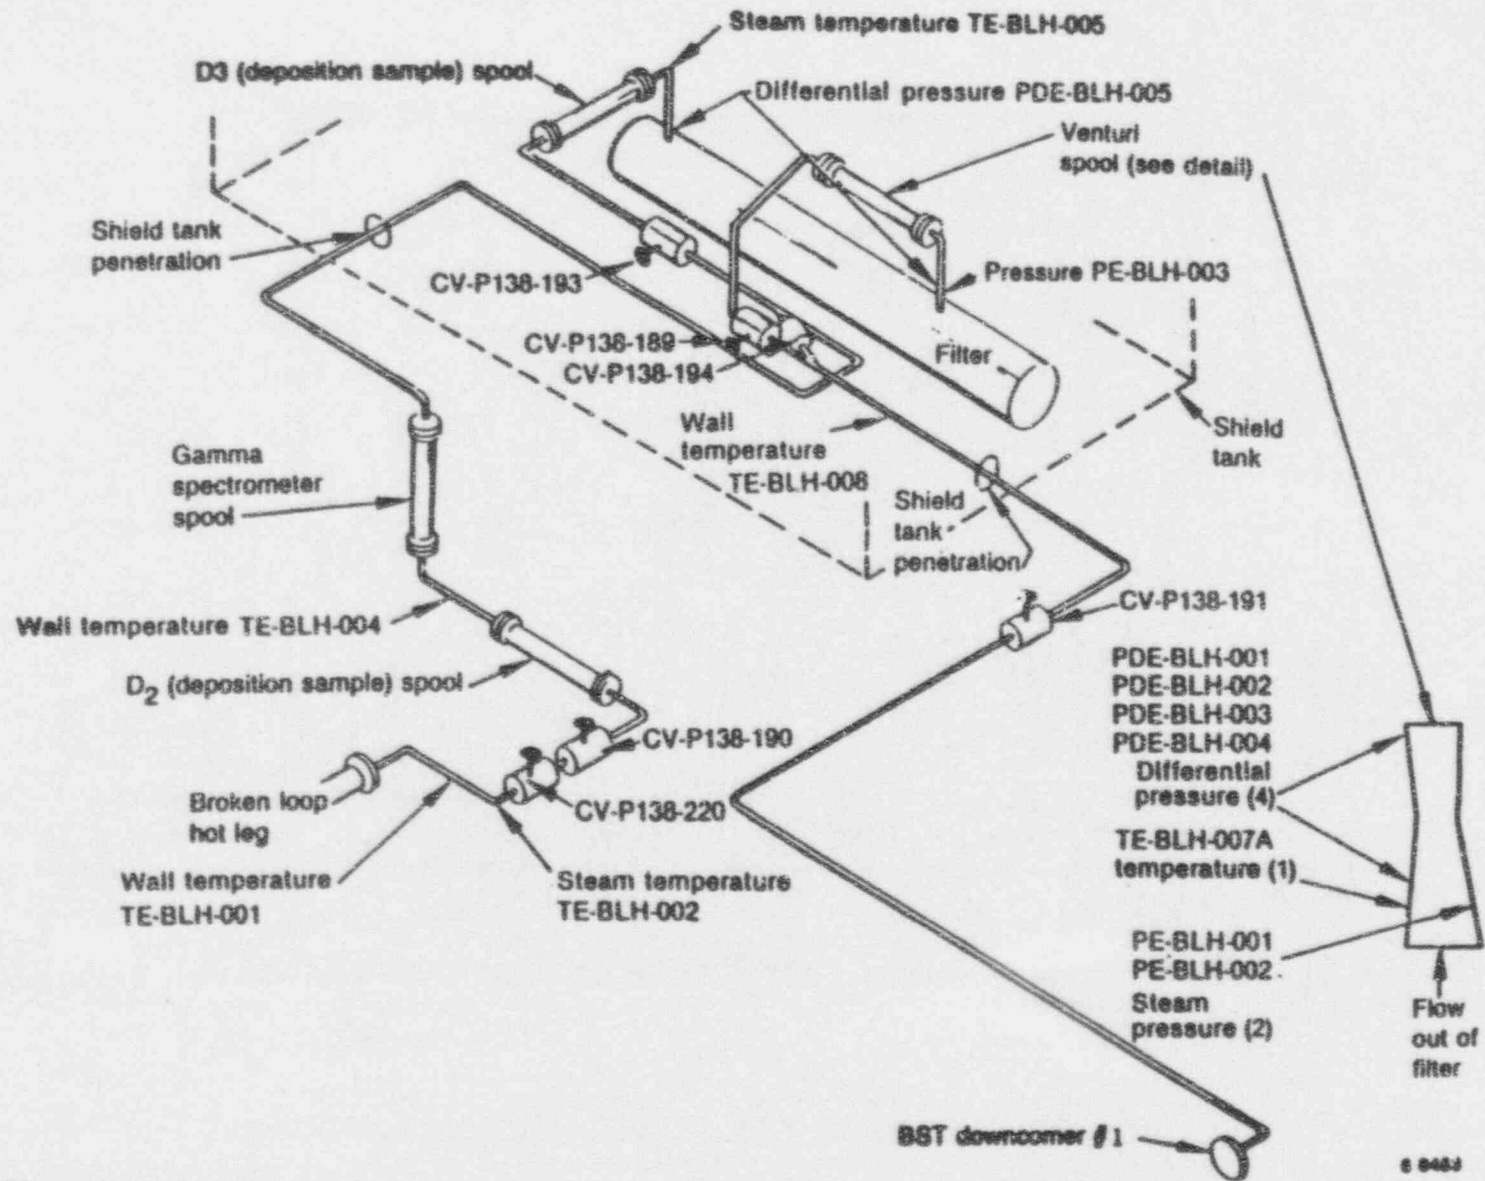 Steam temperature TE-BLH-005
D3 (deposition sample) spool
Differential pressure PDE-BLH-005
Venturi
spool (see detail)
Shield tank
penetration
CV-P138-193
Pressure PE-BLH-003
CV-P138-189
CV-P138-194
Filter
Wall
temperature
TE-BLH-008
Shield
tank
Gamma
spectrometer
spool
Shield
tank
penetration
CV-P138-191
Wall temperature TE-BLH-004
D2 (deposition sample) spool
PDE-BLH-001
PDE-BLH-002
PDE-BLH-003
PDE-BLH-004
Differential
pressure (4)
CV-P138-190
Broken loop
hot leg
CV-P138-220
TE-BLH-007A
temperature (1)
Wall temperature
TE-BLH-001
Steam temperature
TE-BLH-002
PE-BLH-001
PE-BLH-002
Steam
pressure (2)
Flow
out of
filter
BST downcomer #1